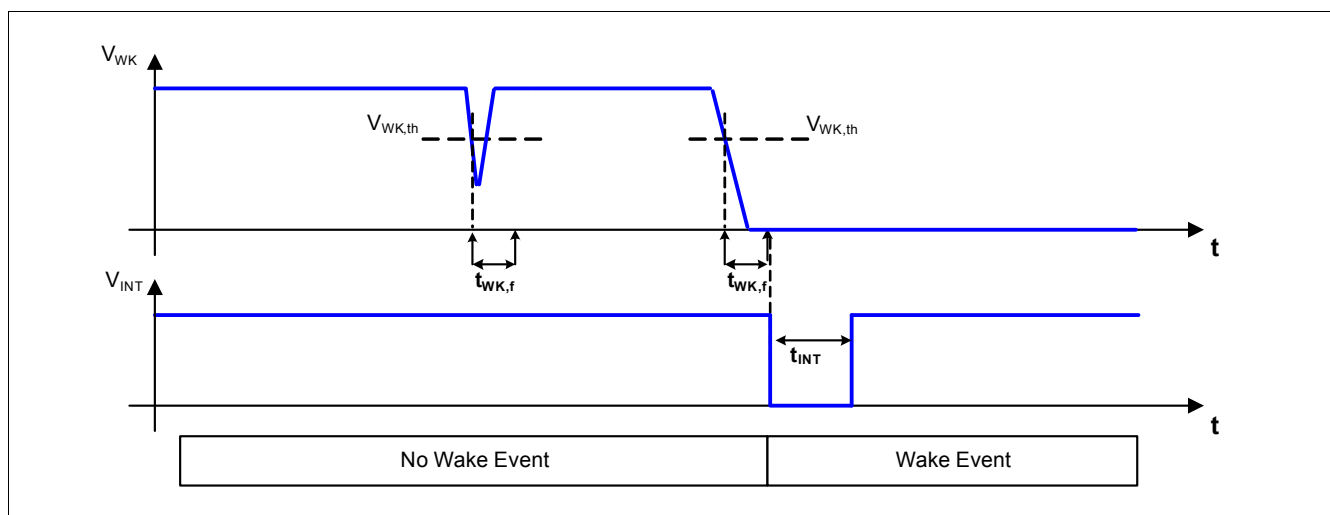 V_WK
V_WK,th
V_WK,th
t
t_WK,f
t_WK,f
V_INT
t_INT
t
No Wake Event
Wake Event